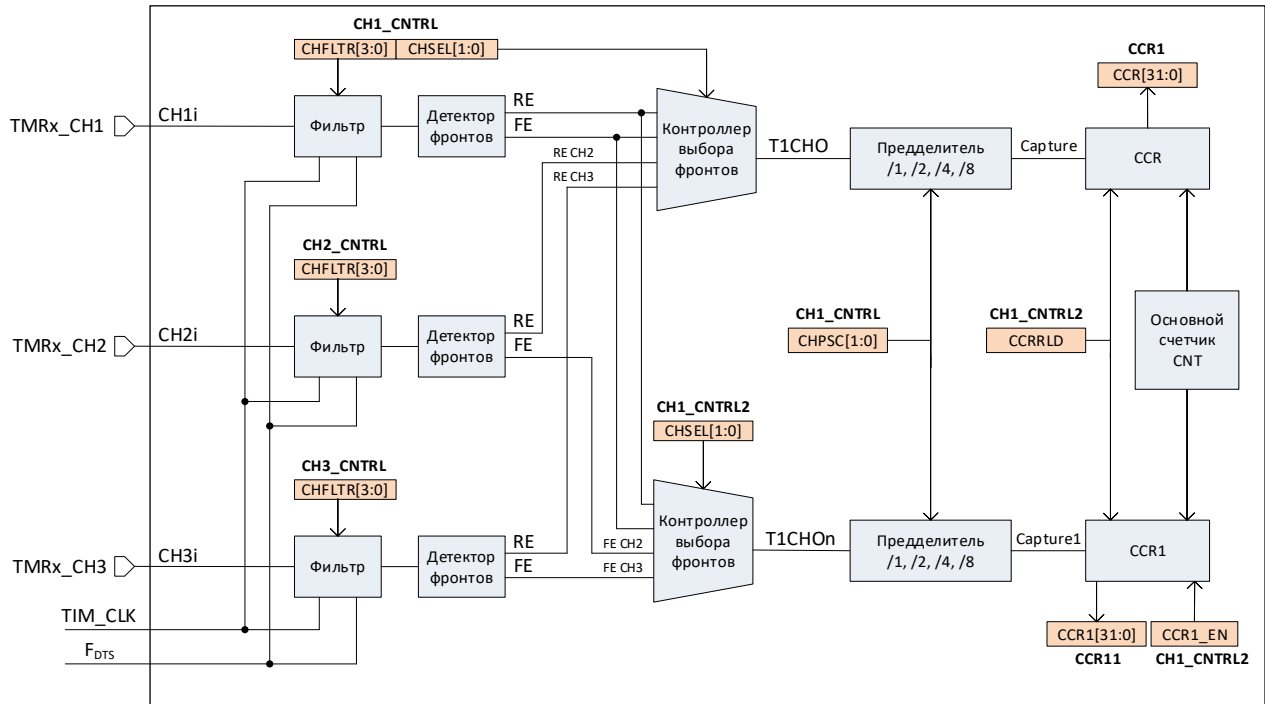 CH1_CNTRL
CHFLTR[3:0] CHSEL[1:0]
CCR1
CCR[31:0]
TMRx_CH1
CH1i
Фильтр
Детектор
фронтов
RE
FE
RE CH2
RE CH3
Контроллер
выбора
фронтов
T1CHO
Предделитель
/1, /2, /4, /8
Capture
CCR
CH2_CNTRL
CHFLTR[3:0]
TMRx_CH2
CH2i
Фильтр
Детектор
фронтов
RE
FE
CH1_CNTRL
CHPSC[1:0]
CH1_CNTRL2
CCRRLD
Основной
счетчик
CNT
CH1_CNTRL2
CHSEL[1:0]
CH3_CNTRL
CHFLTR[3:0]
TMRx_CH3
CH3i
Фильтр
Детектор
фронтов
RE
FE
FE CH2
FE CH3
Контроллер
выбора
фронтов
T1CHOn
Предделитель
/1, /2, /4, /8
Capture1
CCR1
TIM_CLK
FDTS
CCR1[31:0]
CCR11
CCR1_EN
CH1_CNTRL2